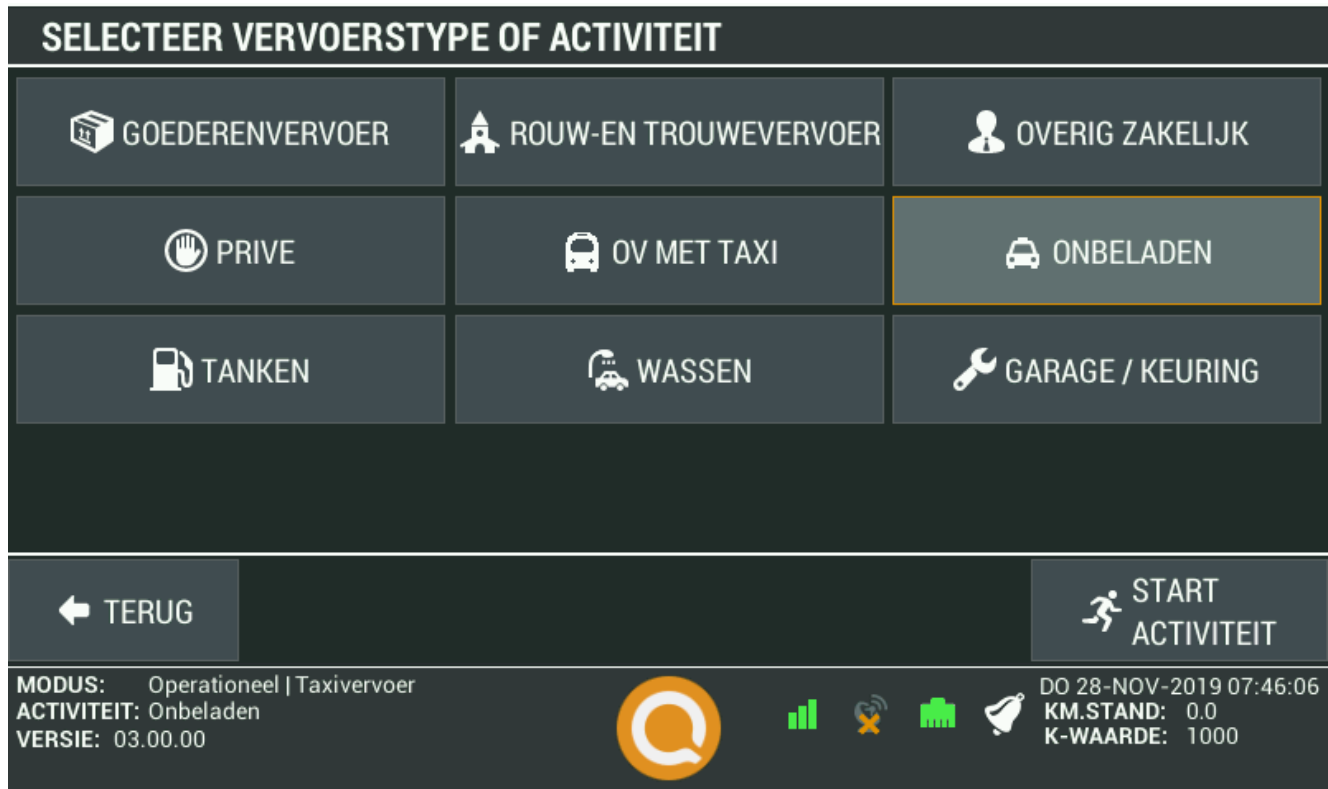 SELECTEER VERVOERSTYPE OF ACTIVITEIT
GOEDERENVERVOER
ROUW-EN TROUWEVERVOER
OVERIG ZAKELIJK
PRIVE
OV MET TAXI
ONBELADEN
TANKEN
WASSEN
GARAGE / KEURING
TERUG
START
ACTIVITEIT
MODUS: Operationeel | Taxivervoer
ACTIVITEIT: Onbeladen
VERSIE: 03.00.00
DO 28-NOV-2019 07:46:06
KM.STAND: 0.0
K-WAARDE: 1000